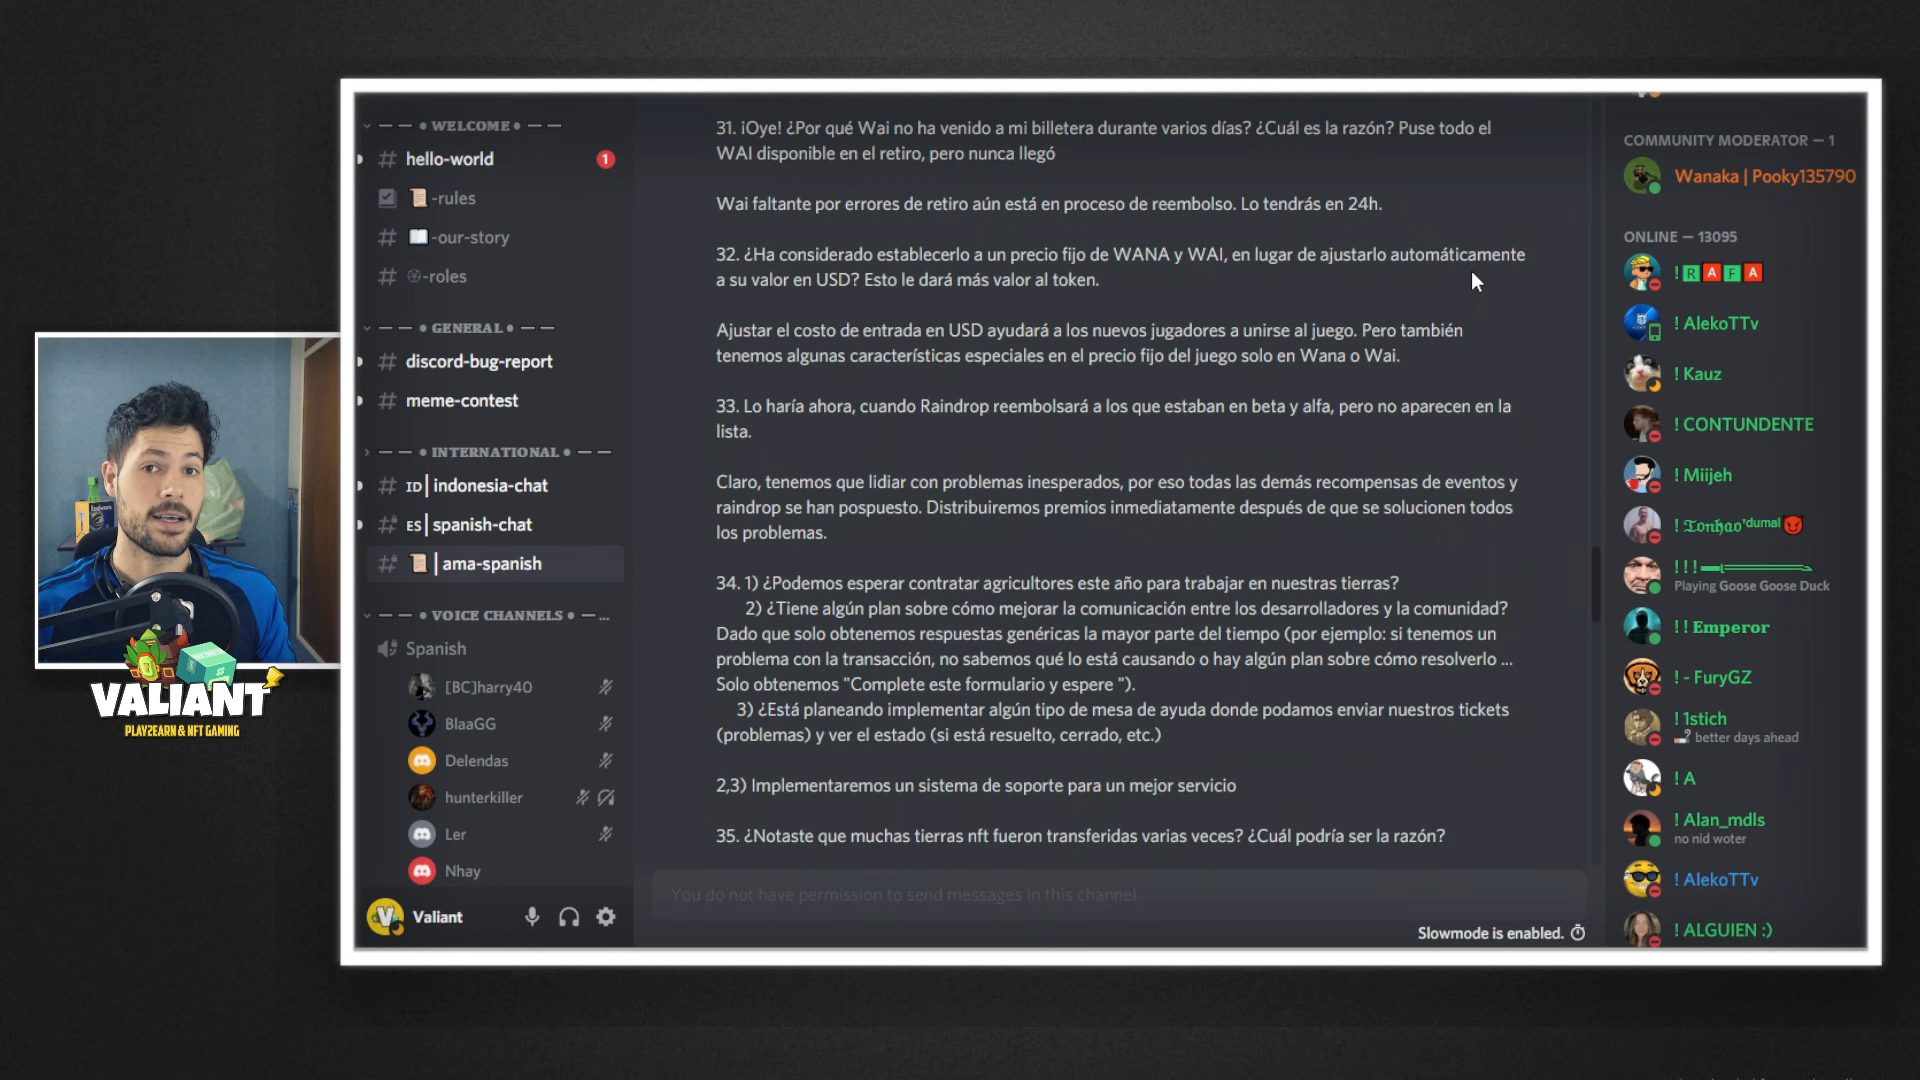 WELCOME
hello-world
1
-rules
-our-story
-roles
GENERAL
discord-bug-report
meme-contest
INTERNATIONAL
ID| indonesia-chat
ES| spanish-chat
| ama-spanish
VOICE CHANNELS
Spanish
[BC]harry40
BlaaGG
Delendas
hunterkiller
Ler
Nhay
Valiant
31. ¡Oye! ¿Por qué Wai no ha venido a mi billetera durante varios días? ¿Cuál es la razón? Puse todo el
WAI disponible en el retiro, pero nunca llegó
Wai faltante por errores de retiro aún está en proceso de reembolso. Lo tendrás en 24h.
32. ¿Ha considerado establecerlo a un precio fijo de WANA y WAI, en lugar de ajustarlo automáticamente
a su valor en USD? Esto le dará más valor al token.
Ajustar el costo de entrada en USD ayudará a los nuevos jugadores a unirse al juego. Pero también
tenemos algunas características especiales en el precio fijo del juego solo en Wana o Wai.
33. Lo haría ahora, cuando Raindrop reembolsará a los que estaban en beta y alfa, pero no aparecen en la
lista.
Claro, tenemos que lidiar con problemas inesperados, por eso todas las demás recompensas de eventos y
raindrop se han pospuesto. Distribuiremos premios inmediatamente después de que se solucionen todos
los problemas.
34. 1) ¿Podemos esperar contratar agricultores este año para trabajar en nuestras tierras?
2) ¿Tiene algún plan sobre cómo mejorar la comunicación entre los desarrolladores y la comunidad?
Dado que solo obtenemos respuestas genéricas la mayor parte del tiempo (por ejemplo: si tenemos un
problema con la transacción, no sabemos qué lo está causando o hay algún plan sobre cómo resolverlo ...
Solo obtenemos "Complete este formulario y espere ").
3) ¿Está planeando implementar algún tipo de mesa de ayuda donde podamos enviar nuestros tickets
(problemas) y ver el estado (si está resuelto, cerrado, etc.)
2,3) Implementaremos un sistema de soporte para un mejor servicio
35. ¿Notaste que muchas tierras nft fueron transferidas varias veces? ¿Cuál podría ser la razón?
You do not have permission to send messages in this channel.
Slowmode is enabled.
COMMUNITY MODERATOR — 1
Wanaka | Pooky135790
ONLINE — 13095
! R A F A
! AlekoTTv
! Kauz
! CONTUNDENTE
! Miijeh
! 𝕿𝖔𝖓𝖍𝖆𝖔'ᵈᵘᵐᵃˡ
! ! !
Playing Goose Goose Duck
! ! Emperor
! - FuryGZ
! 1stich
better days ahead
! A
! Alan_mdls
no nid woter
! AlekoTTv
! ALGUIEN :)
VALIANT
PLAY2EARN & NFT GAMING